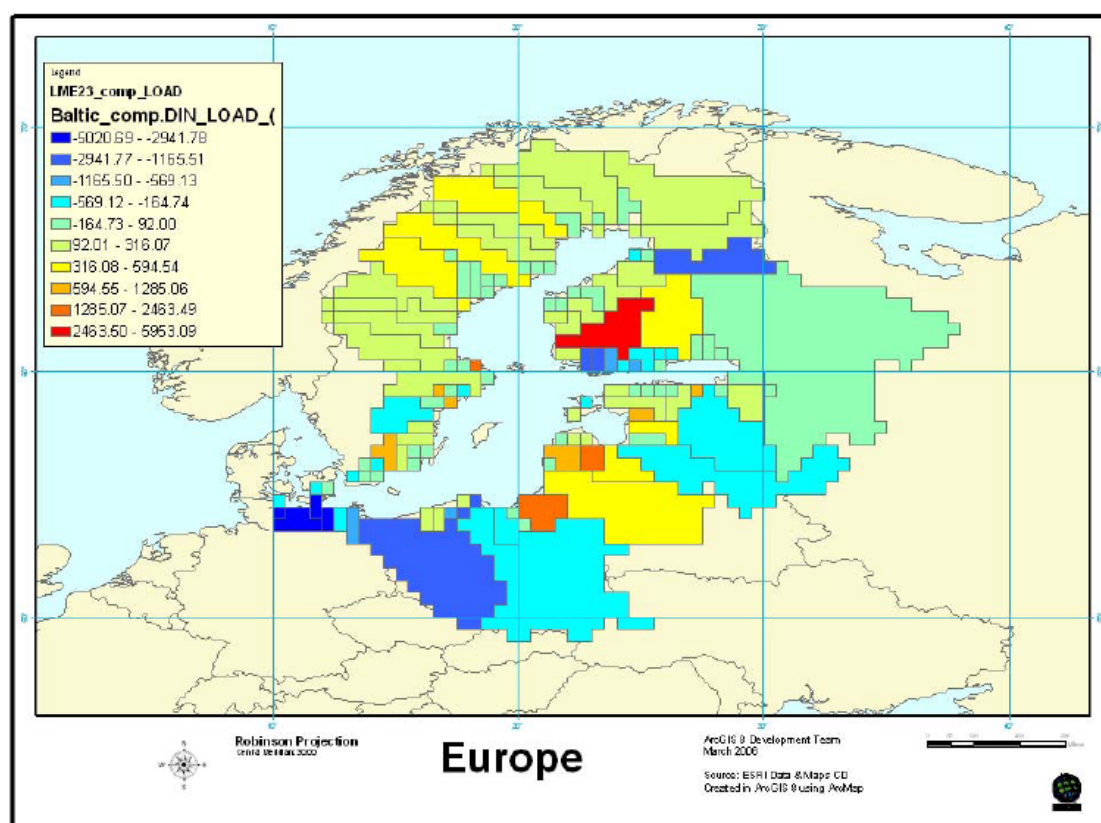 Legend
LME23_comp_LOAD
Baltic_comp.DIN_LOAD_(
-5020.69 - -2941.78
-2941.77 - -1165.51
-1165.50 - -569.13
-569.12 - -164.74
-164.73 - 92.00
92.01 - 316.07
316.08 - 594.54
594.55 - 1285.06
1285.07 - 2463.49
2463.50 - 5953.09
N
W
E
S
Robinson Projection
Europe
ArcGIS 8 Development Team
March 2006
Source: ESRI Data & Maps CD
Created in ArcGIS 8 using ArcMap
Miles